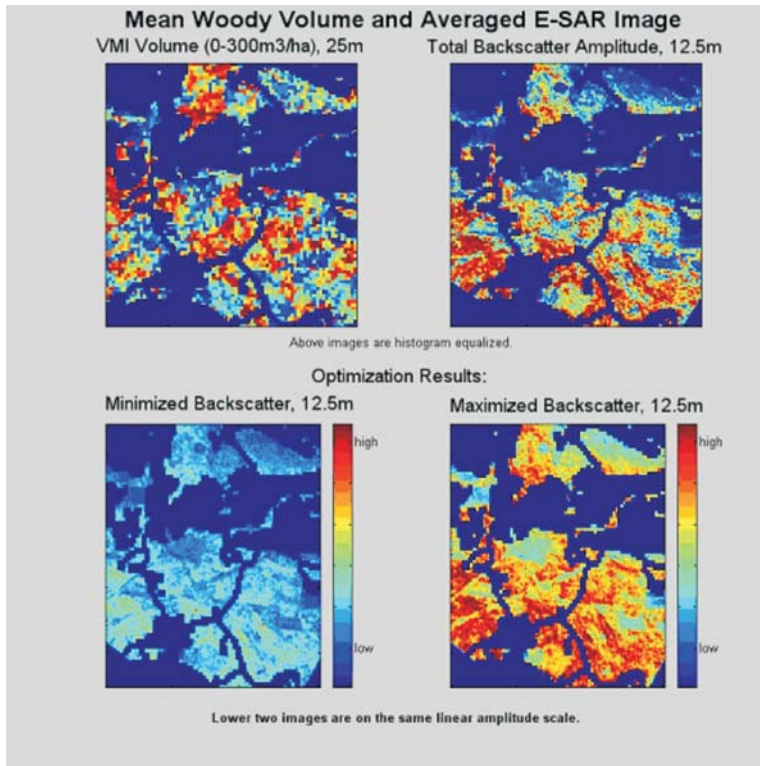 Mean Woody Volume and Averaged E-SAR Image
VMI Volume (0-300m3/ha), 25m
Total Backscatter Amplitude, 12.5m
Above images are histogram equalized.
Optimization Results:
Minimized Backscatter, 12.5m
Maximized Backscatter, 12.5m
high
low
high
low
Lower two images are on the same linear amplitude scale.